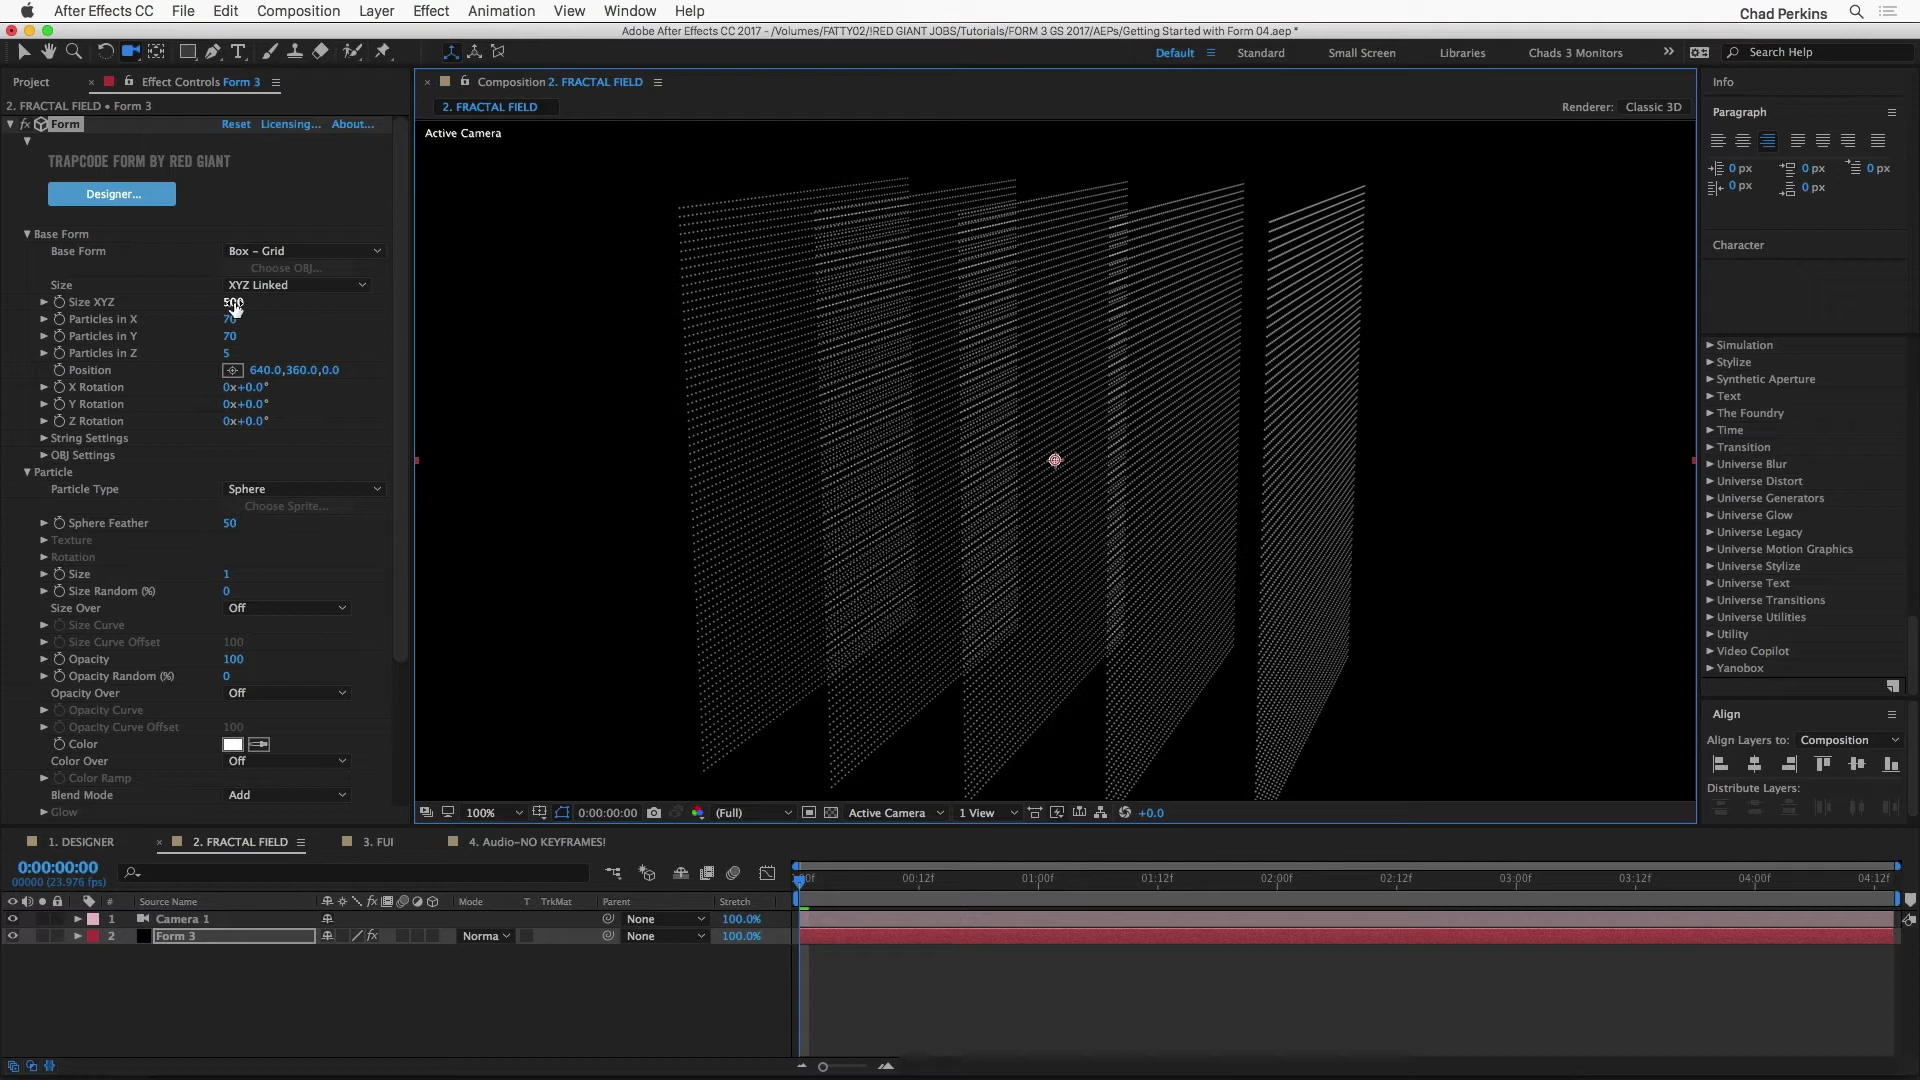 After Effects CC File Edit Composition Layer Effect Animation View Window Help Chad Perkins
Adobe After Effects CC 2017 - /Volumes/FATTY02/!RED GIANT JOBS/Tutorials/FORM 3 GS 2017/AEPs/Getting Started with Form 04.aep *
Default Standard Small Screen Libraries Chads 3 Monitors Search Help
Project Effect Controls Form 3
2. FRACTAL FIELD • Form 3
fx Form Reset Licensing... About...
TRAPCODE FORM BY RED GIANT
Designer...
Base Form
Base Form Box - Grid
Choose OBJ...
Size XYZ Linked
Size XYZ 500
Particles in X 70
Particles in Y 70
Particles in Z 5
Position 640.0,360.0,0.0
X Rotation 0x+0.0°
Y Rotation 0x+0.0°
Z Rotation 0x+0.0°
String Settings
OBJ Settings
Particle
Particle Type Sphere
Choose Sprite...
Sphere Feather 50
Texture
Rotation
Size 1
Size Random (%) 0
Size Over Off
Size Curve
Size Curve Offset 100
Opacity 100
Opacity Random (%) 0
Opacity Over Off
Opacity Curve
Opacity Curve Offset 100
Color
Color Over Off
Color Ramp
Blend Mode Add
Glow
Composition 2. FRACTAL FIELD
2. FRACTAL FIELD Renderer: Classic 3D
Active Camera
100% 0:00:00:00 (Full) Active Camera 1 View +0.0
Info
Paragraph
0 px 0 px 0 px
0 px 0 px
Character
Simulation
Stylize
Synthetic Aperture
Text
The Foundry
Time
Transition
Universe Blur
Universe Distort
Universe Generators
Universe Glow
Universe Legacy
Universe Motion Graphics
Universe Stylize
Universe Text
Universe Transitions
Universe Utilities
Utility
Video Copilot
Yanobox
Align
Align Layers to: Composition
Distribute Layers:
1. DESIGNER 2. FRACTAL FIELD 3. FUI 4. Audio-NO KEYFRAMES!
0:00:00:00
00000 (23.976 fps)
00:12f 01:00f 01:12f 02:00f 02:12f 03:00f 03:12f 04:00f 04:12f
# Source Name fx Mode T TrkMat Parent Stretch
1 Camera 1 None 100.0%
2 Form 3 fx Norma None 100.0%